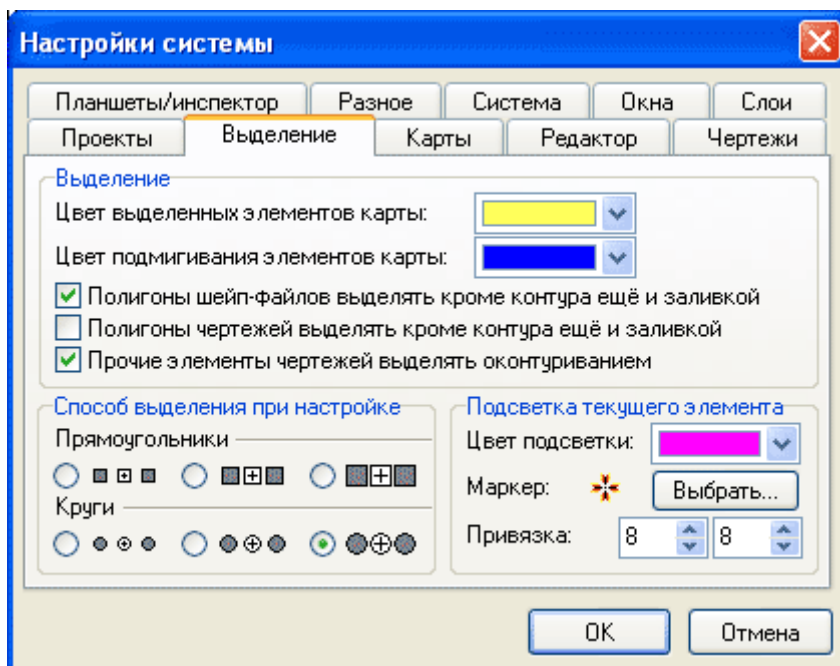 Настройки системы
Планшеты/инспектор Разное Система Окна Слои
Проекты Выделение Карты Редактор Чертежи
Выделение
Цвет выделенных элементов карты:
Цвет подмигивания элементов карты:
Полигоны шейп-файлов выделять кроме контура ещё и заливкой
Полигоны чертежей выделять кроме контура ещё и заливкой
Прочие элементы чертежей выделять оконтуриванием
Способ выделения при настройке
Прямоугольники
Круги
Подсветка текущего элемента
Цвет подсветки:
Маркер: Выбрать...
Привязка: 8 8
OK Отмена